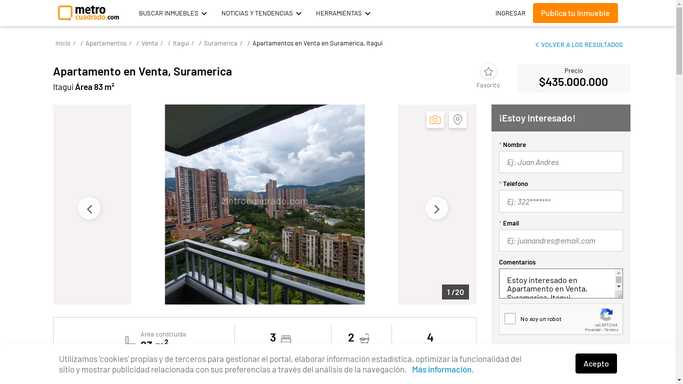 metro
cuadrado.com
BUSCAR INMUEBLES
NOTICIAS Y TENDENCIAS
HERRAMIENTAS
INGRESAR
Publica tu Inmueble
Inicio / / Apartamentos / / Venta / / Itagui / / Suramerica / / Apartamentos en Venta en Suramerica, Itagui
VOLVER A LOS RESULTADOS
Apartamento en Venta, Suramerica
Itagui Área 83 m²
Favorito
Precio
$435.000.000
metrocuadrado.com
1 / 20
¡Estoy Interesado!
* Nombre
Ej: Juan Andres
* Telefono
Ej: 322*******
* Email
Ej: juanandres@email.com
Comentarios
Estoy interesado en
Apartamento en Venta,
Suramerica, Itagui
No soy un robot
reCAPTCHA
Privacidad - Términos
Área construida
83 m²
3
2
4
Utilizamos 'cookies' propias y de terceros para gestionar el portal, elaborar información estadística, optimizar la funcionalidad del
sitio y mostrar publicidad relacionada con sus preferencias a través del análisis de la navegación. Más información.
Acepto